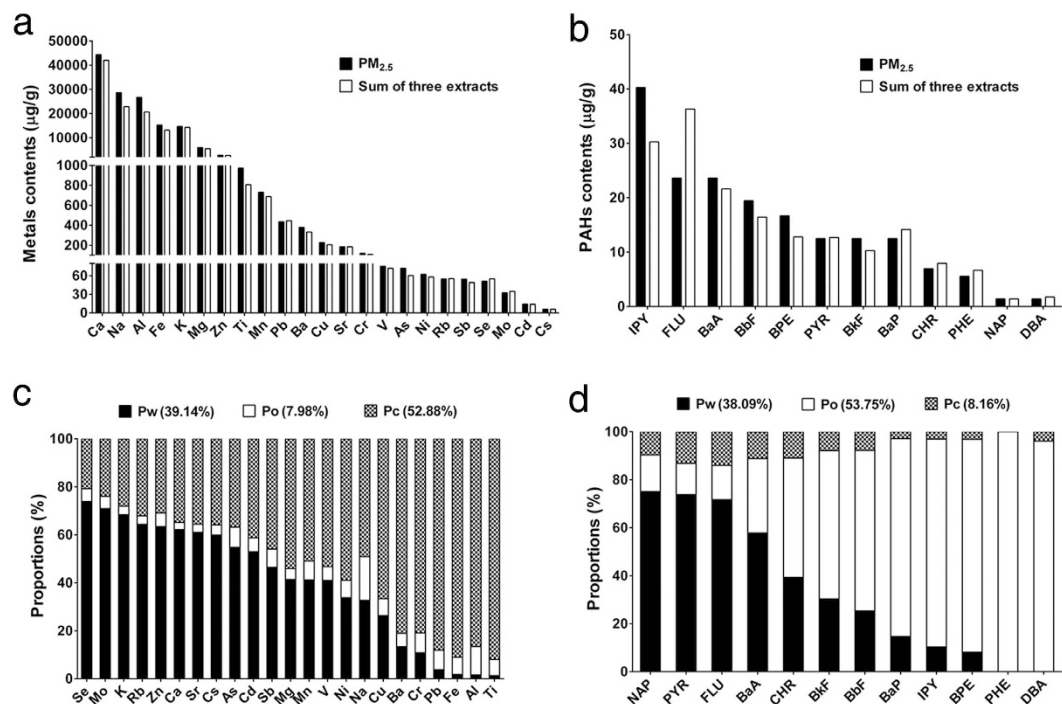 a
50000
40000
30000
20000
10000
1000
800
600
400
200
60
30
0
Metals contents (µg/g)
PM2.5
Sum of three extracts
Ca Na Al Fe K Mg Zn Ti Mn Pb Ba Cu Sr Cr V As Ni Rb Sb Se Mo Cd Cs
b
50
40
30
20
10
0
PAHs contents (µg/g)
PM2.5
Sum of three extracts
IPY FLU BaA BbF BPE PYR BkF BaP CHR PHE NAP DBA
c
Pw (39.14%) Po (7.98%) Pc (52.88%)
100
80
60
40
20
0
Proportions (%)
Se Mo K Rb Zn Ca Sr Cs As Cd Sb Mg Mn V Ni Na Cu Ba Cr Pb Fe Al Ti
d
Pw (38.09%) Po (53.75%) Pc (8.16%)
100
80
60
40
20
0
Proportions (%)
NAP PYR FLU BaA CHR BkF BbF BaP IPY BPE PHE DBA